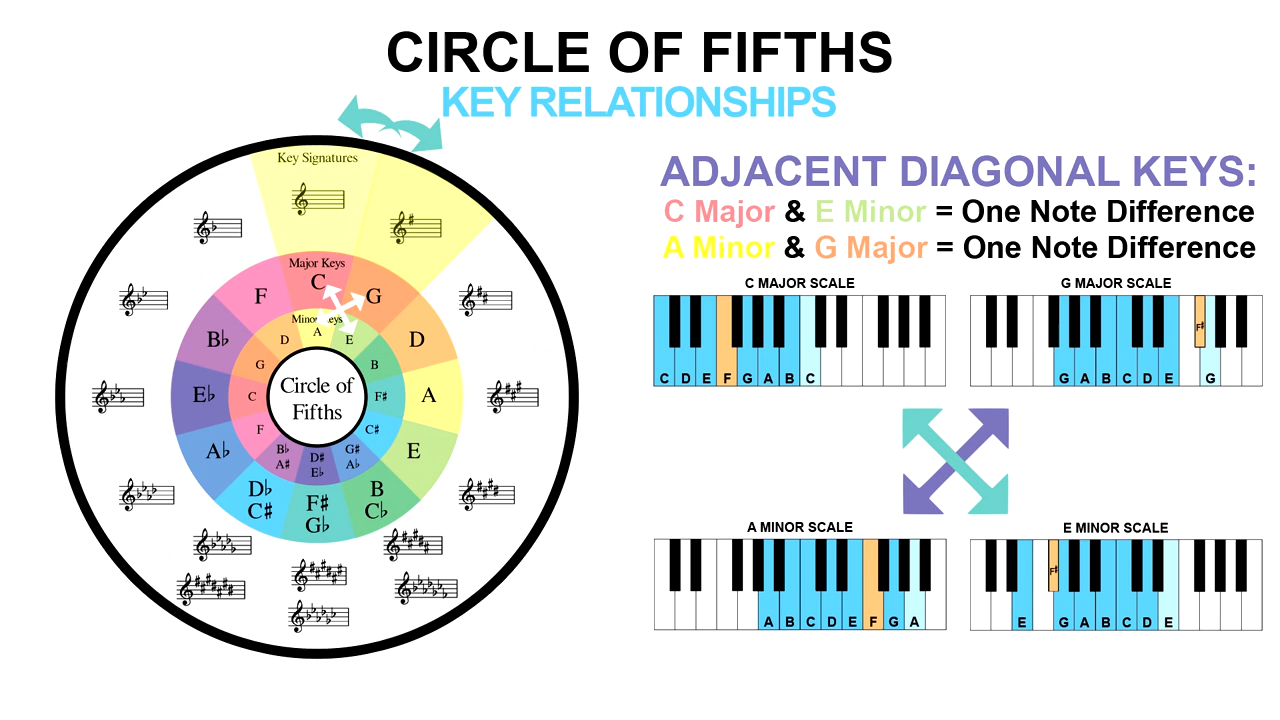 CIRCLE OF FIFTHS
KEY RELATIONSHIPS
Key Signatures
Major Keys
C
G
D
A
E
B
C♭
F♯
G♭
D♭
C♯
A♭
E♭
B♭
F
Minor Keys
A
E
B
F♯
C♯
G♯
A♭
D♯
E♭
B♭
A♯
F
C
G
D
Circle of
Fifths
ADJACENT DIAGONAL KEYS:
C Major & E Minor = One Note Difference
A Minor & G Major = One Note Difference
C MAJOR SCALE
C D E F G A B C
G MAJOR SCALE
F#
G A B C D E G
A MINOR SCALE
A B C D E F G A
E MINOR SCALE
F#
E G A B C D E